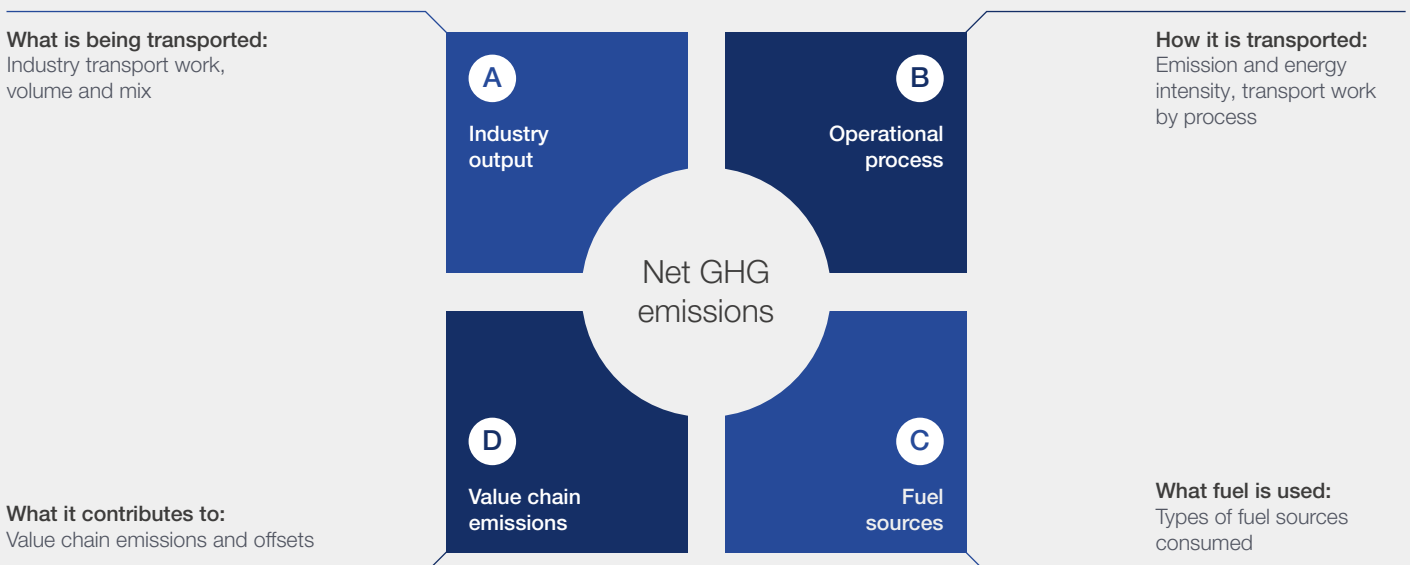 What is being transported:
Industry transport work,
volume and mix
A
Industry
output
B
Operational
process
How it is transported:
Emission and energy
intensity, transport work
by process
Net GHG
emissions
D
Value chain
emissions
What it contributes to:
Value chain emissions and offsets
C
Fuel
sources
What fuel is used:
Types of fuel sources
consumed